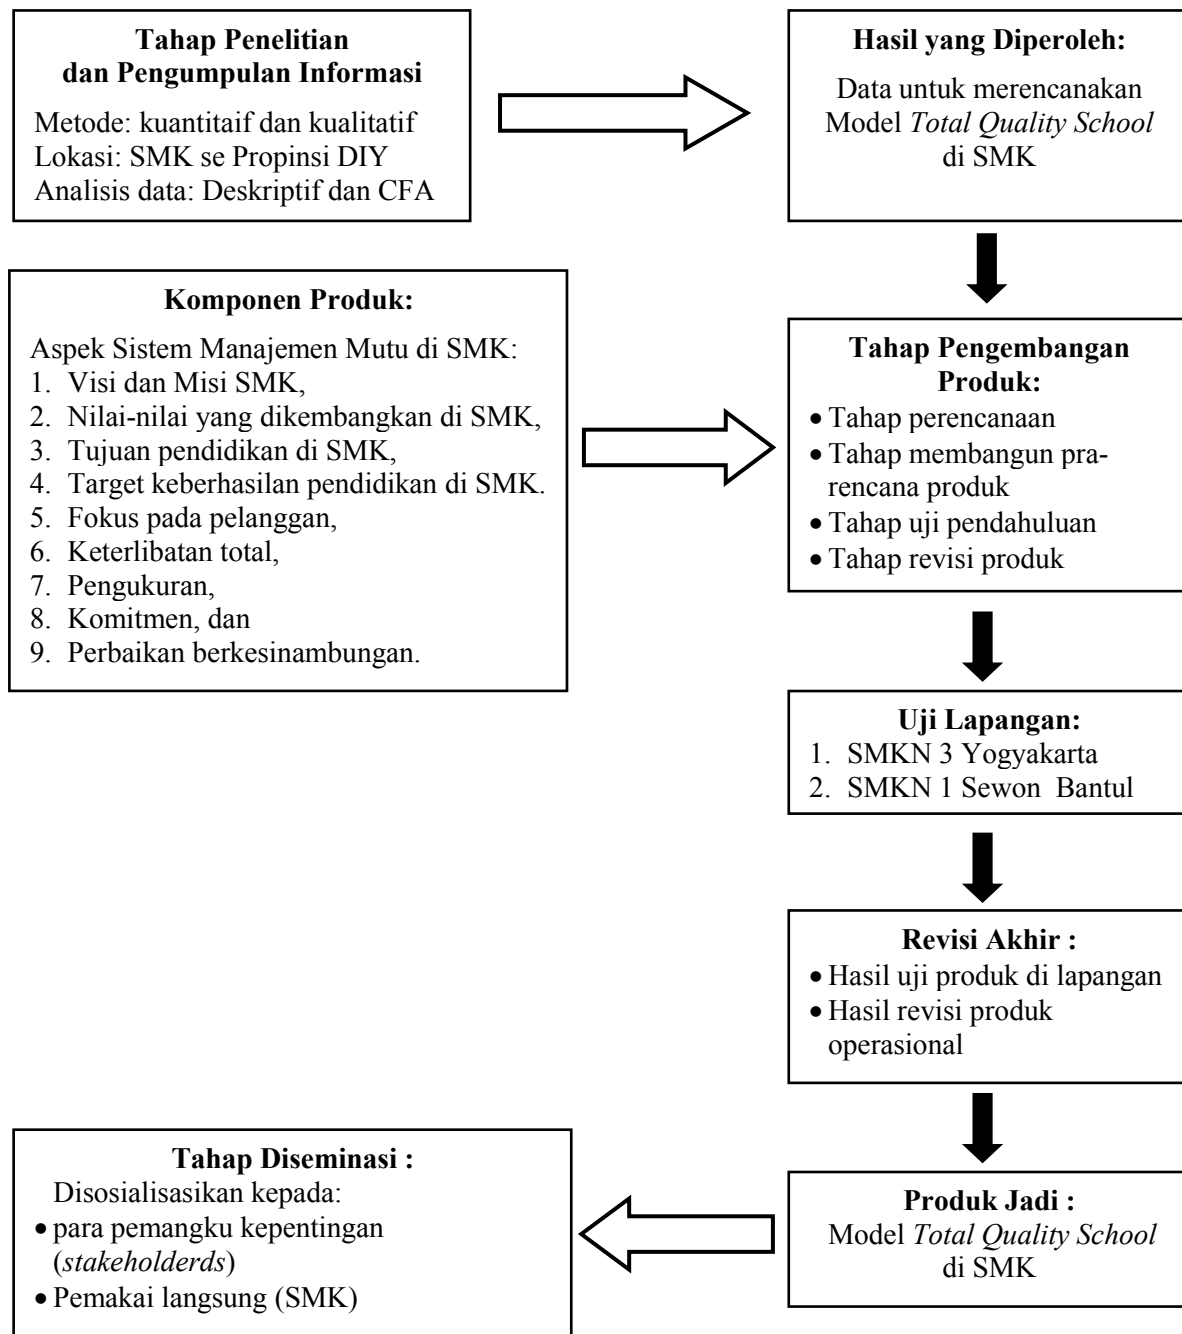 Tahap Penelitian
dan Pengumpulan Informasi
Metode: kuantitaif dan kualitatif
Lokasi: SMK se Propinsi DIY
Analisis data: Deskriptif dan CFA
Hasil yang Diperoleh:
Data untuk merencanakan
Model Total Quality School
di SMK
Komponen Produk:
Aspek Sistem Manajemen Mutu di SMK:
1. Visi dan Misi SMK,
2. Nilai-nilai yang dikembangkan di SMK,
3. Tujuan pendidikan di SMK,
4. Target keberhasilan pendidikan di SMK.
5. Fokus pada pelanggan,
6. Keterlibatan total,
7. Pengukuran,
8. Komitmen, dan
9. Perbaikan berkesinambungan.
Tahap Pengembangan
Produk:
• Tahap perencanaan
• Tahap membangun pra-
rencana produk
• Tahap uji pendahuluan
• Tahap revisi produk
Uji Lapangan:
1. SMKN 3 Yogyakarta
2. SMKN 1 Sewon Bantul
Revisi Akhir :
• Hasil uji produk di lapangan
• Hasil revisi produk
operasional
Produk Jadi :
Model Total Quality School
di SMK
Tahap Diseminasi :
Disosialisasikan kepada:
• para pemangku kepentingan
(stakeholderds)
• Pemakai langsung (SMK)